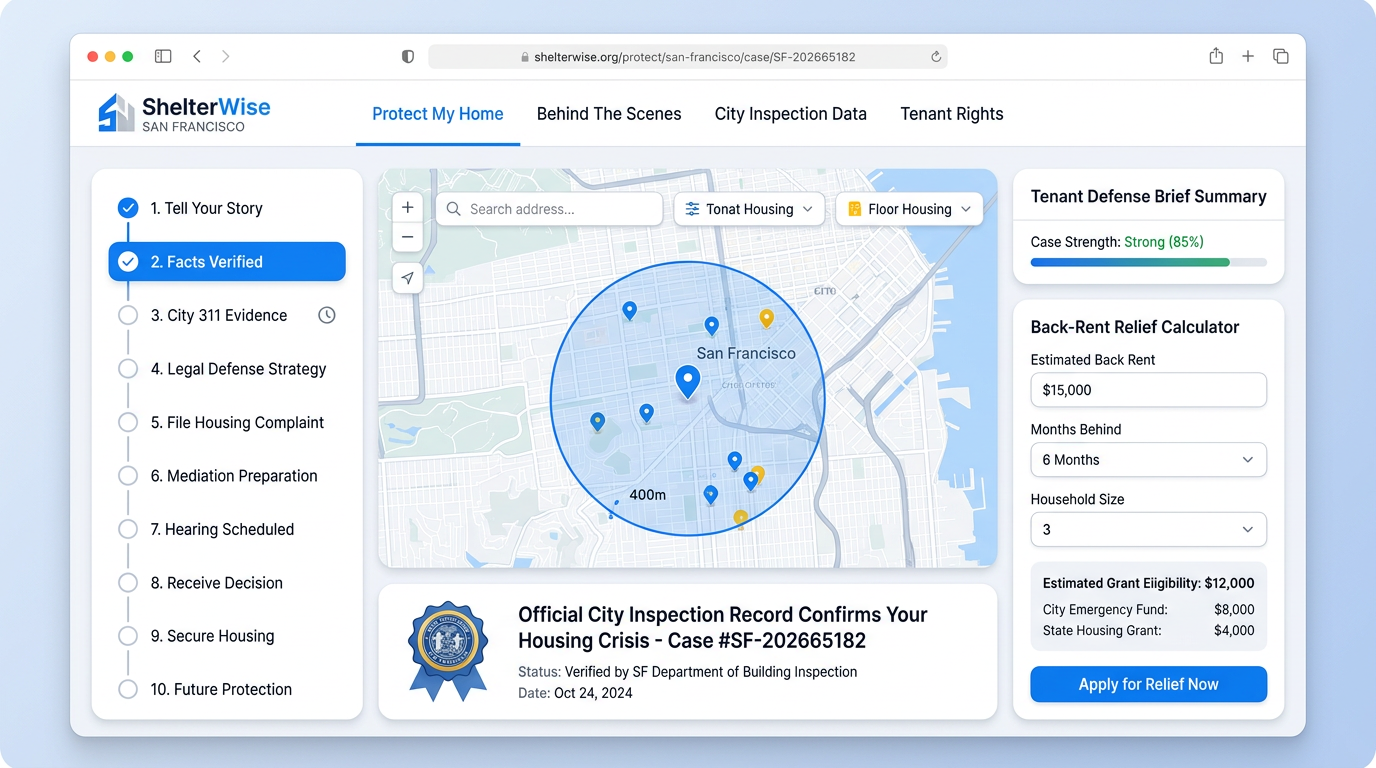 shelterwise.org/protect/san-francisco/case/SF-202665182
ShelterWise
SAN FRANCISCO
Protect My Home
Behind The Scenes
City Inspection Data
Tenant Rights
1. Tell Your Story
2. Facts Verified
3. City 311 Evidence
4. Legal Defense Strategy
5. File Housing Complaint
6. Mediation Preparation
7. Hearing Scheduled
8. Receive Decision
9. Secure Housing
10. Future Protection
+
−
Search address...
Tonat Housing
Floor Housing
San Francisco
400m
Official City Inspection Record Confirms Your
Housing Crisis - Case #SF-202665182
Status: Verified by SF Department of Building Inspection
Date: Oct 24, 2024
Tenant Defense Brief Summary
Case Strength: Strong (85%)
Back-Rent Relief Calculator
Estimated Back Rent
$15,000
Months Behind
6 Months
Household Size
3
Estimated Grant Eligibility: $12,000
City Emergency Fund: $8,000
State Housing Grant: $4,000
Apply for Relief Now